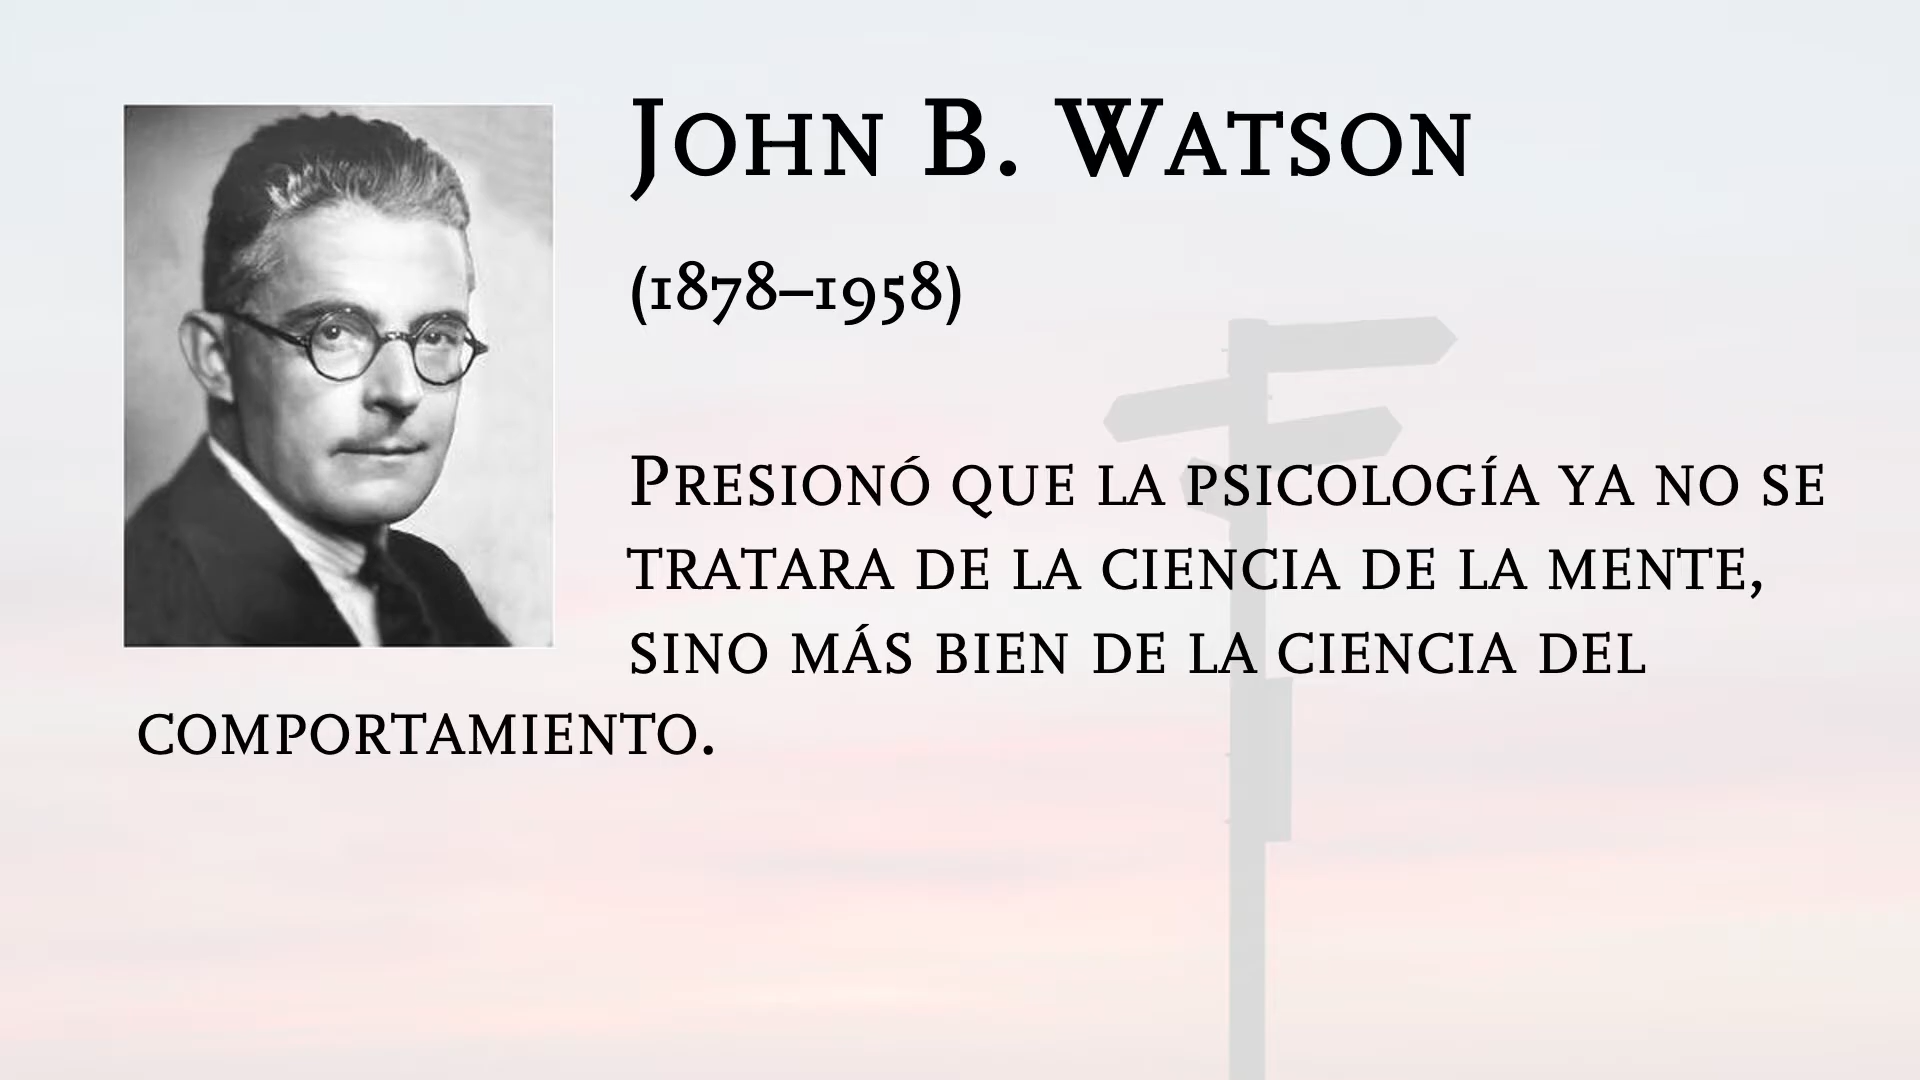 John B. Watson
(1878–1958)
Presionó que la psicología ya no se
tratara de la ciencia de la mente,
sino más bien de la ciencia del
comportamiento.